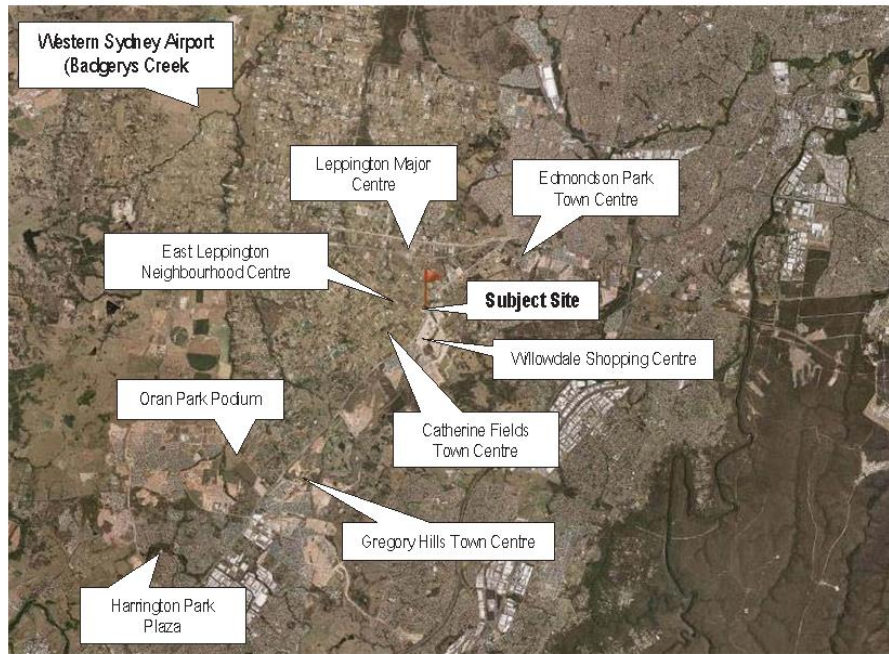 Western Sydney Airport
(Badgerys Creek
Leppington Major
Centre
Edmondson Park
Town Centre
East Leppington
Neighbourhood Centre
Subject Site
Willowdale Shopping Centre
Oran Park Podium
Catherine Fields
Town Centre
Gregory Hills Town Centre
Harrington Park
Plaza